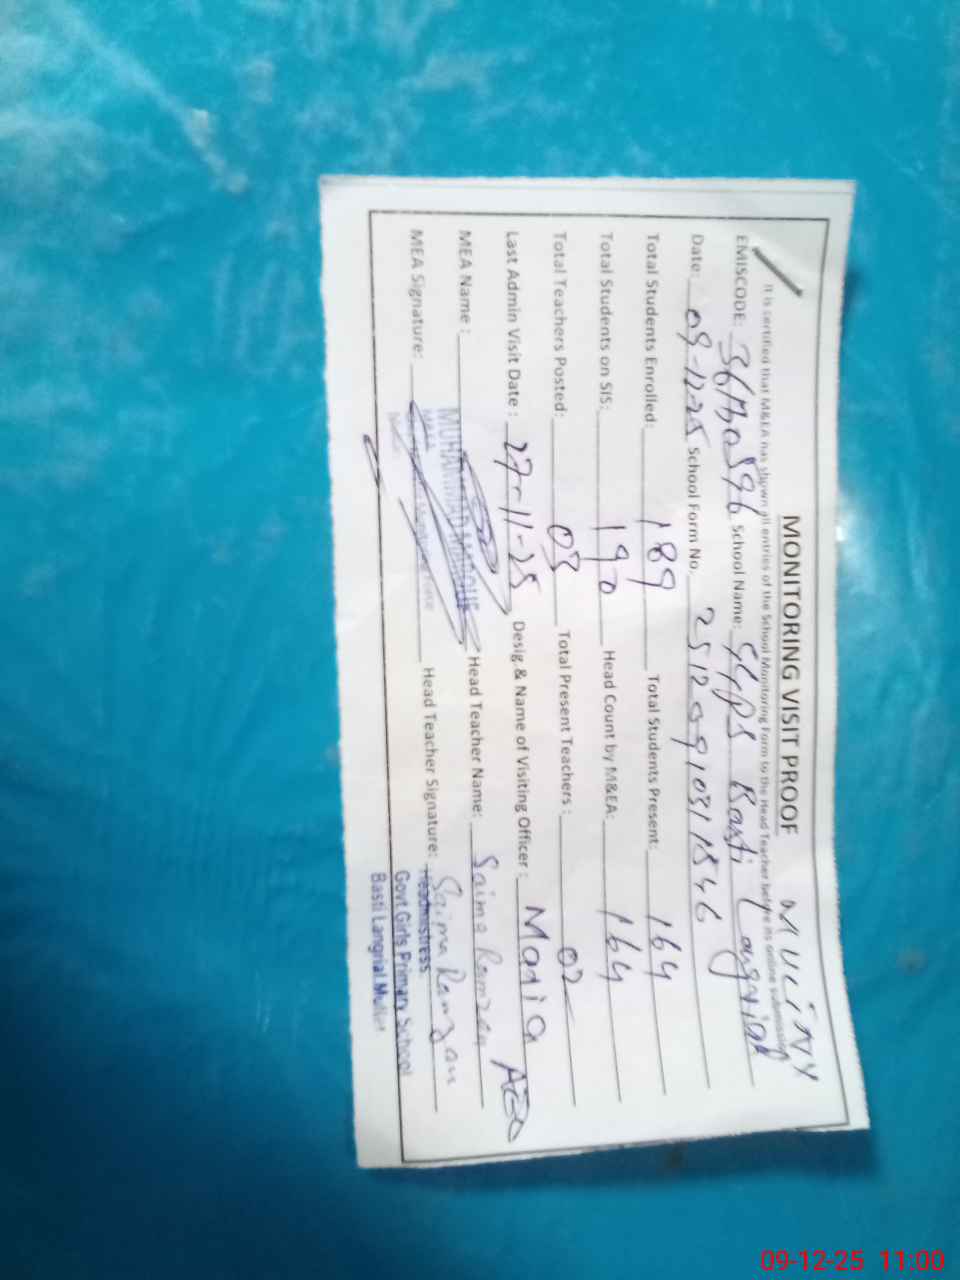 MONITORING VISIT PROOF
It is certified that M&EA has shown all entries of the School Monitoring Form to the Head Teacher before its online submission
EMISCODE: School Name: GGPS Basti Langrial
Date: 09-12-25 School Form No. 2512091031546
Total Students Enrolled: 189 Total Students Present: 164
Total Students on SIS: 190 Head Count by M&EA: 164
Total Teachers Posted: 03 Total Present Teachers: 02
Last Admin Visit Date: 27-11-25 Desig & Name of Visiting Officer: Madia AEO
MEA Name: MUHAMMAD Head Teacher Name: Saima Ramzan
MEA Signature: Head Teacher Signature: Saima Ramzan
Headmistress
Govt. Girls Primary School
Basti Langrial
09-12-25 11:00